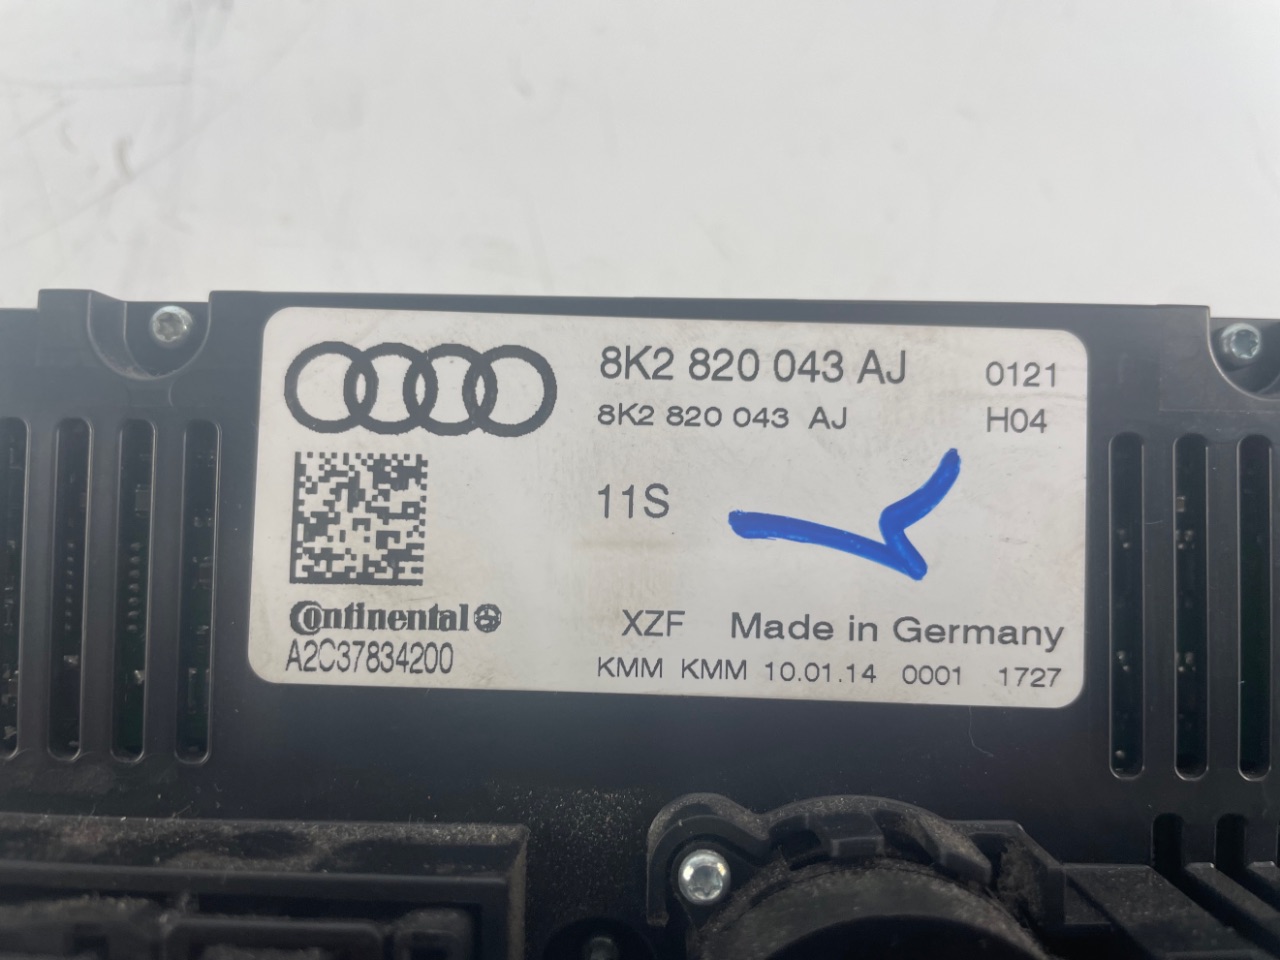 8K2 820 043 AJ 0121
8K2 820 043 AJ H04
11S
Continental
XZF Made in Germany
A2C37834200
KMM KMM 10.01.14 0001 1727